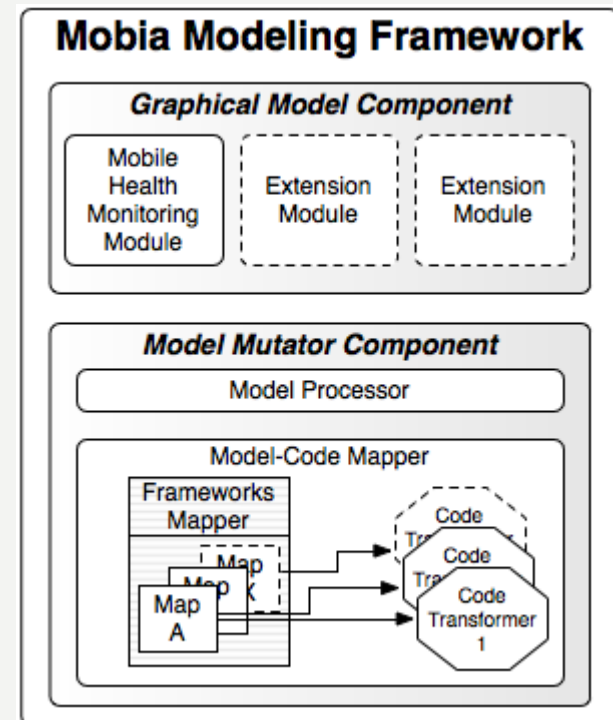 Mobia Modeling Framework
Graphical Model Component
Mobile
Health
Monitoring
Module
Extension
Module
Extension
Module
Model Mutator Component
Model Processor
Model-Code Mapper
Frameworks
Mapper
Map
X
Map
Map
A
Code
Code
Code
Transformer
1